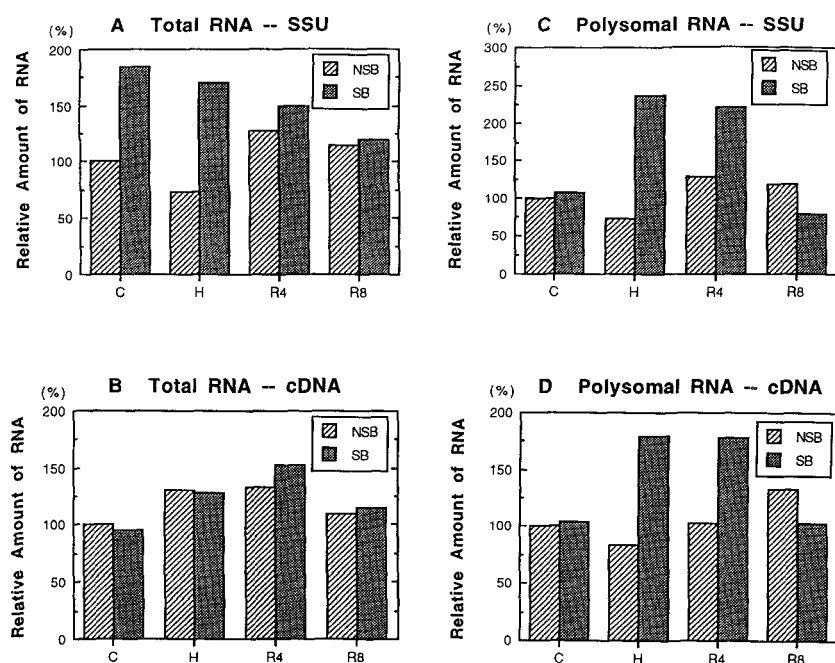 A Total RNA -- SSU
(%)
Relative Amount of RNA
200
150
100
50
0
NSB
SB
C H R4 R8
C Polysomal RNA -- SSU
(%)
Relative Amount of RNA
300
250
200
150
100
50
0
NSB
SB
C H R4 R8
B Total RNA -- cDNA
(%)
Relative Amount of RNA
200
150
100
50
0
NSB
SB
C H R4 R8
D Polysomal RNA -- cDNA
(%)
Relative Amount of RNA
200
150
100
50
0
NSB
SB
C H R4 R8